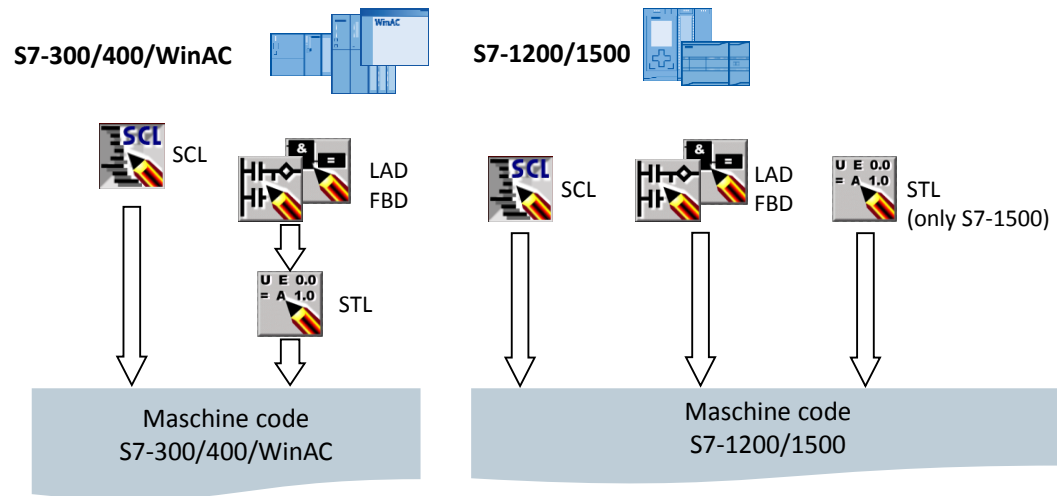 WinAC
S7-300/400/WinAC
S7-1200/1500
SCL
SCL
&
=
LAD
FBD
U E 0.0
= A 1.0
STL
SCL
SCL
&
=
LAD
FBD
U E 0.0
= A 1.0
STL
(only S7-1500)
Maschine code
S7-300/400/WinAC
Maschine code
S7-1200/1500